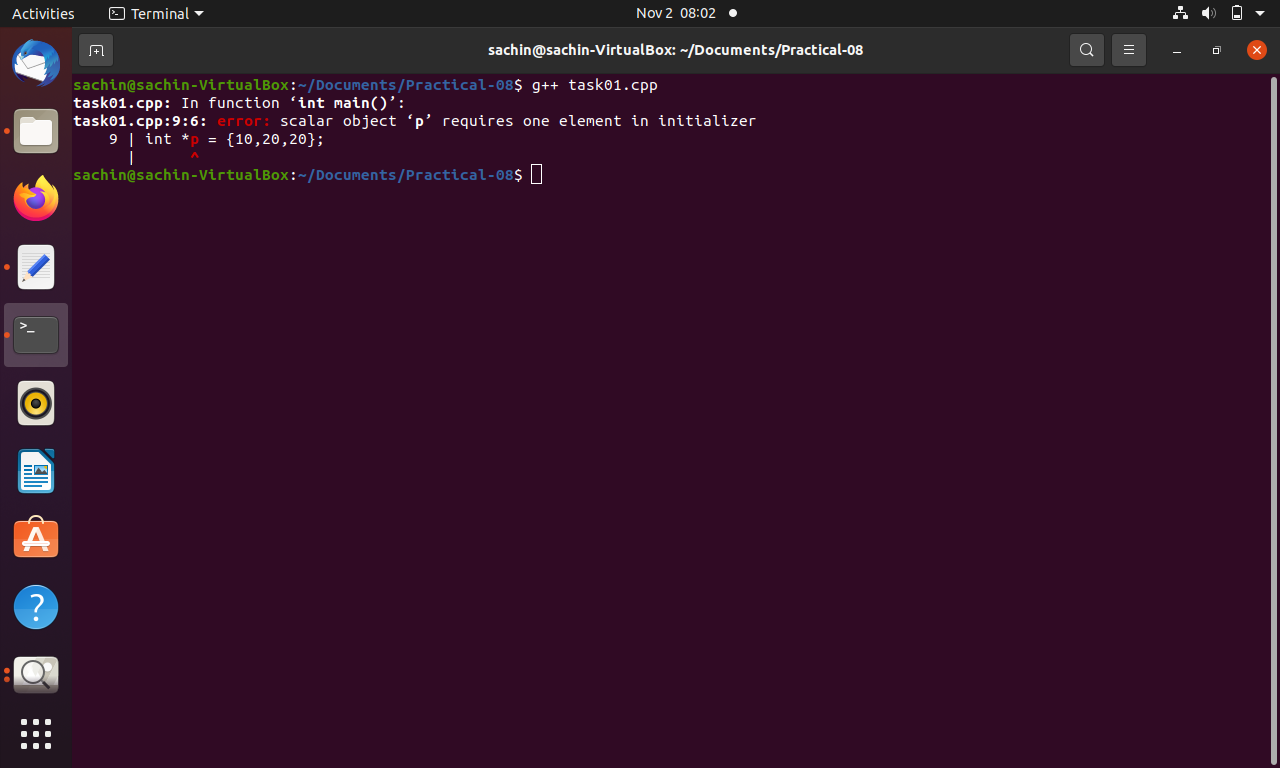 Activities
Terminal
Nov 2 08:02
sachin@sachin-VirtualBox: ~/Documents/Practical-08
sachin@sachin-VirtualBox:~/Documents/Practical-08$ g++ task01.cpp
task01.cpp: In function ‘int main()’:
task01.cpp:9:6: error: scalar object ‘p’ requires one element in initializer
    9 | int *p = {10,20,20};
      |      ^
sachin@sachin-VirtualBox:~/Documents/Practical-08$